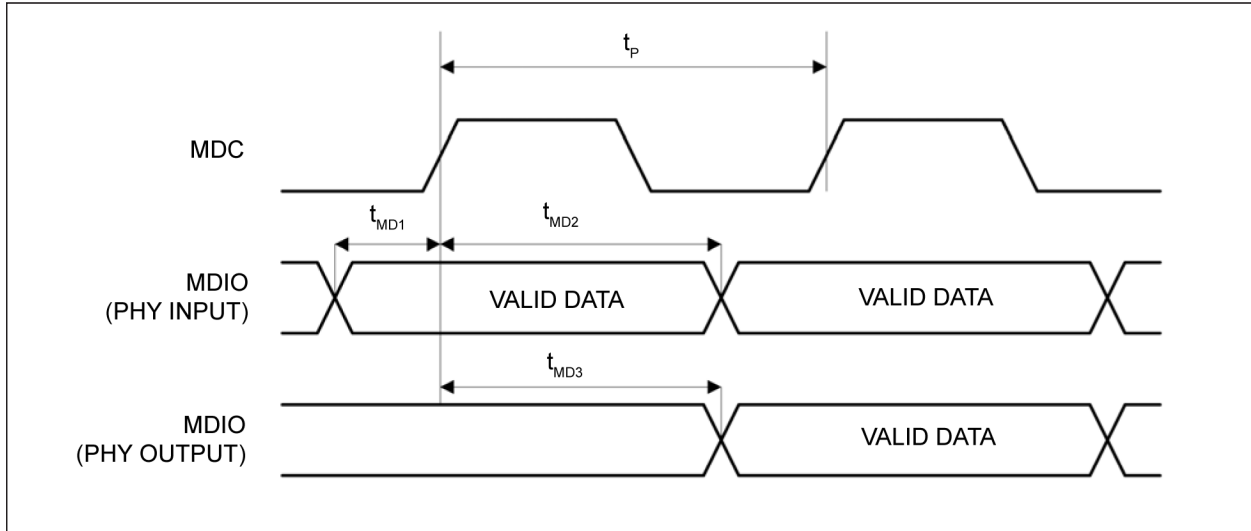 tP
MDC
tMD1
tMD2
MDIO
(PHY INPUT)
VALID DATA
VALID DATA
tMD3
MDIO
(PHY OUTPUT)
VALID DATA